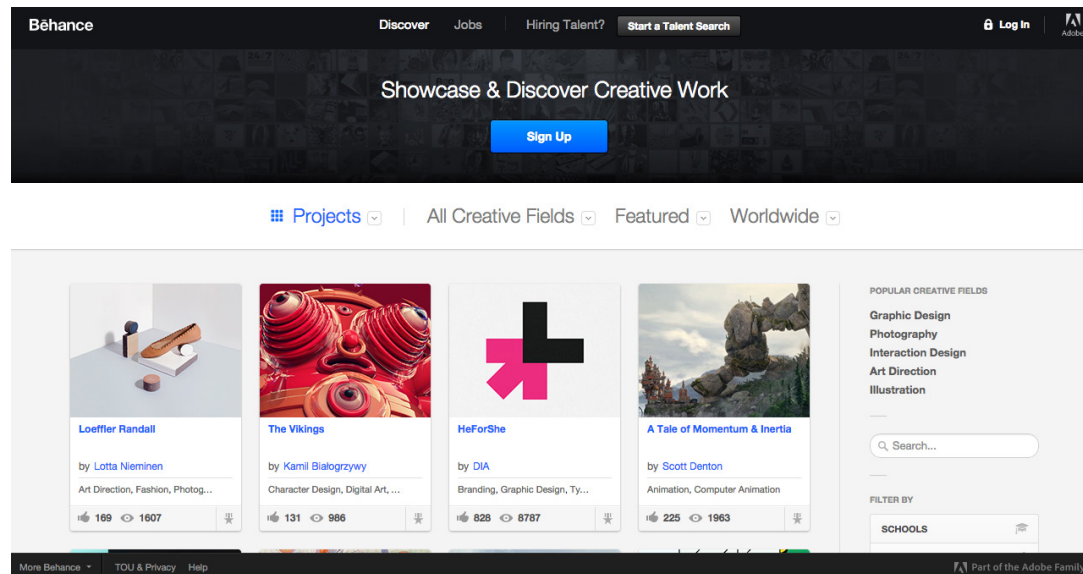 Bēhance
Discover Jobs Hiring Talent? Start a Talent Search
Log In
Adobe
Showcase & Discover Creative Work
Sign Up
Projects All Creative Fields Featured Worldwide
Loeffler Randall
by Lotta Nieminen
Art Direction, Fashion, Photog...
169 1607
The Vikings
by Kamil Białogrzywy
Character Design, Digital Art, ...
131 986
HeForShe
by DIA
Branding, Graphic Design, Ty...
828 8787
A Tale of Momentum & Inertia
by Scott Denton
Animation, Computer Animation
225 1963
POPULAR CREATIVE FIELDS
Graphic Design
Photography
Interaction Design
Art Direction
Illustration
Search...
FILTER BY
SCHOOLS
More Behance TOU & Privacy Help
Part of the Adobe Family